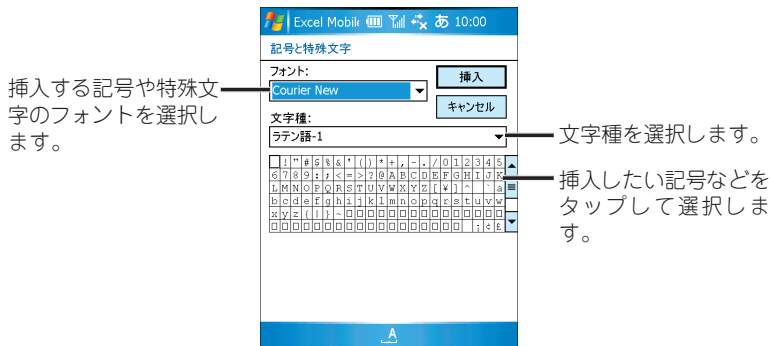 Excel Mobile あ 10:00
記号と特殊文字
フォント:
挿入
Courier New
キャンセル
文字種:
ラテン語-1
! " # $ % & ' ( ) * + , - . / 0 1 2 3 4 5
6 7 8 9 : ; < = > ? @ A B C D E F G H I J K
L M N O P Q R S T U V W X Y Z [ ¥ ] ^ ` a
b c d e f g h i j k l m n o p q r s t u v w
x y z { | } ~ □ □ □ □ □ □ □ □ □ □ □ □ □ □ □
□ □ □ □ □ □ □ □ □ □ □ □ □ □ □ □ □ □ ¡ ¢ £
A
挿入する記号や特殊文
字のフォントを選択し
ます。
文字種を選択します。
挿入したい記号などを
タップして選択しま
す。